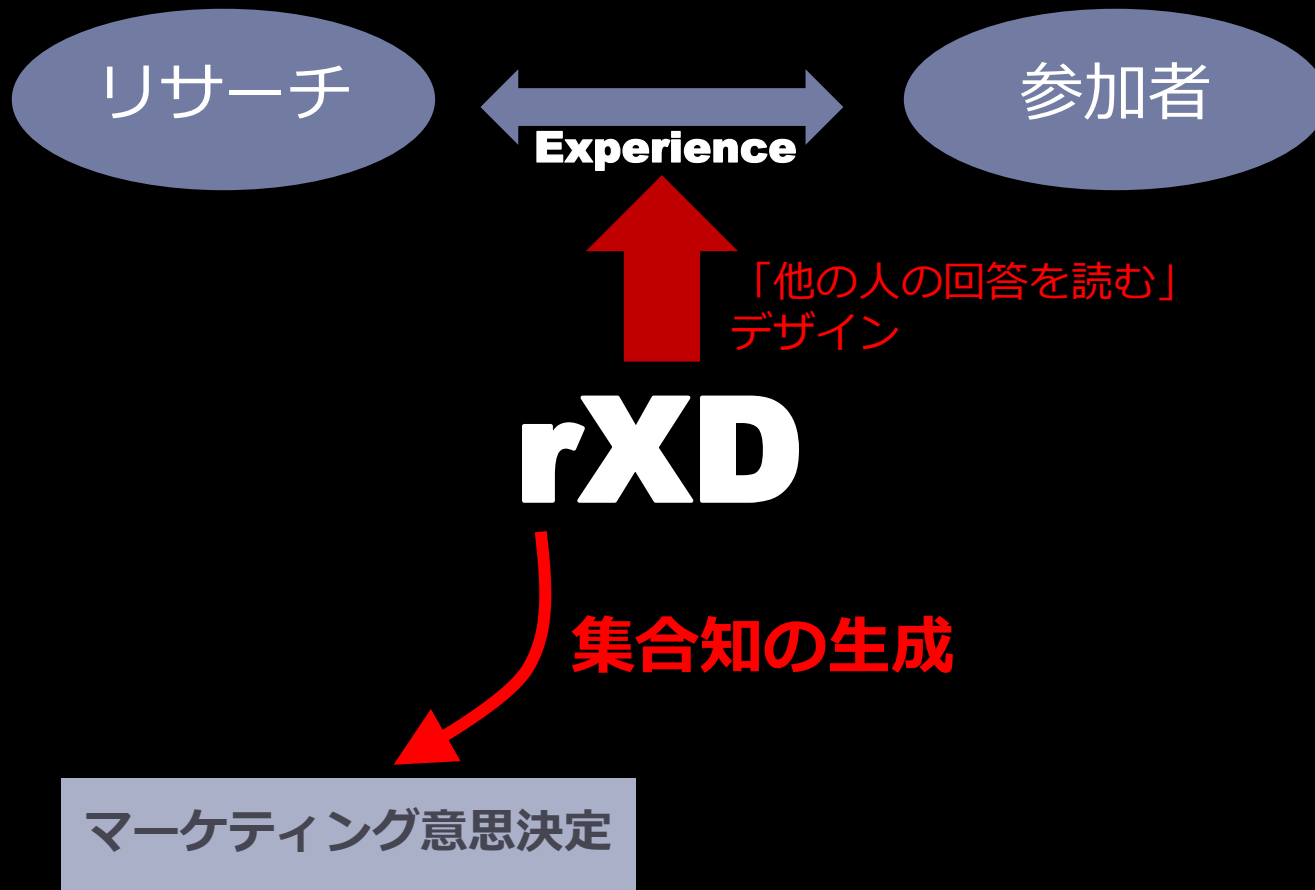 リサーチ
参加者
Experience
「他の人の回答を読む」
デザイン
rXD
集合知の生成
マーケティング意思決定